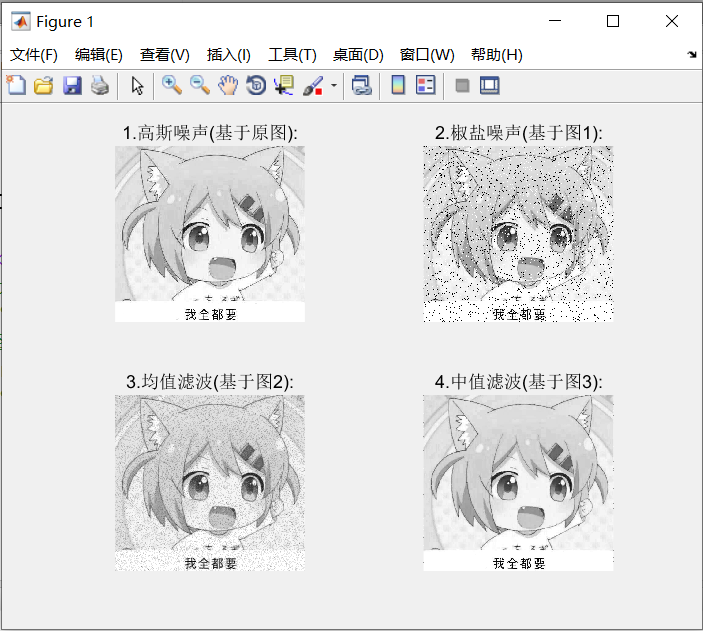 Figure 1
文件(F) 编辑(E) 查看(V) 插入(I) 工具(T) 桌面(D) 窗口(W) 帮助(H)
1.高斯噪声(基于原图):
2.椒盐噪声(基于图1):
我全都要
我全都要
3.均值滤波(基于图2):
4.中值滤波(基于图3):
我全都要
我全都要